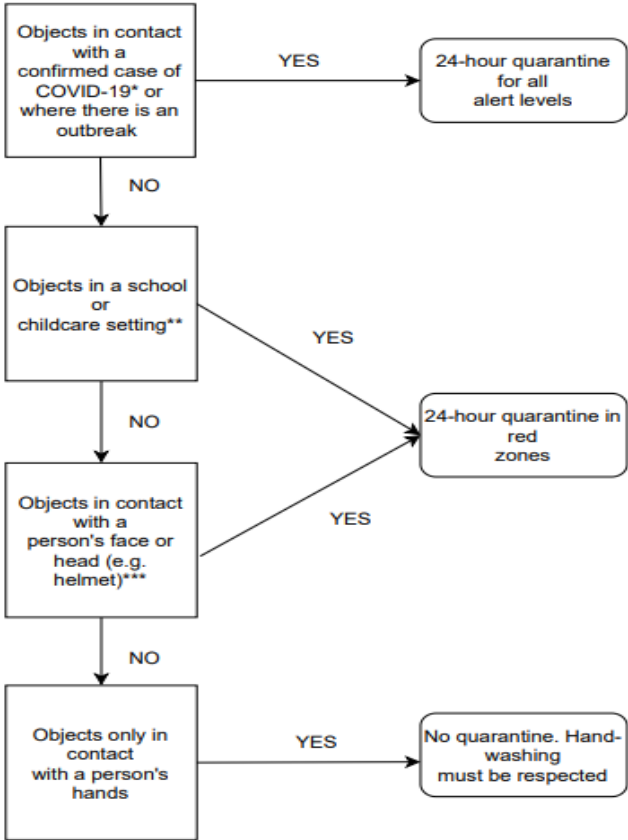 Objects in contact
with a
confirmed case of
COVID-19* or
where there is an
outbreak
YES
24-hour quarantine
for all
alert levels
NO
Objects in a school
or
childcare setting**
YES
NO
24-hour quarantine in
red
zones
Objects in contact
with a
person's face or
head (e.g.
helmet)***
YES
NO
Objects only in
contact
with a person's
hands
YES
No quarantine. Hand-
washing
must be respected